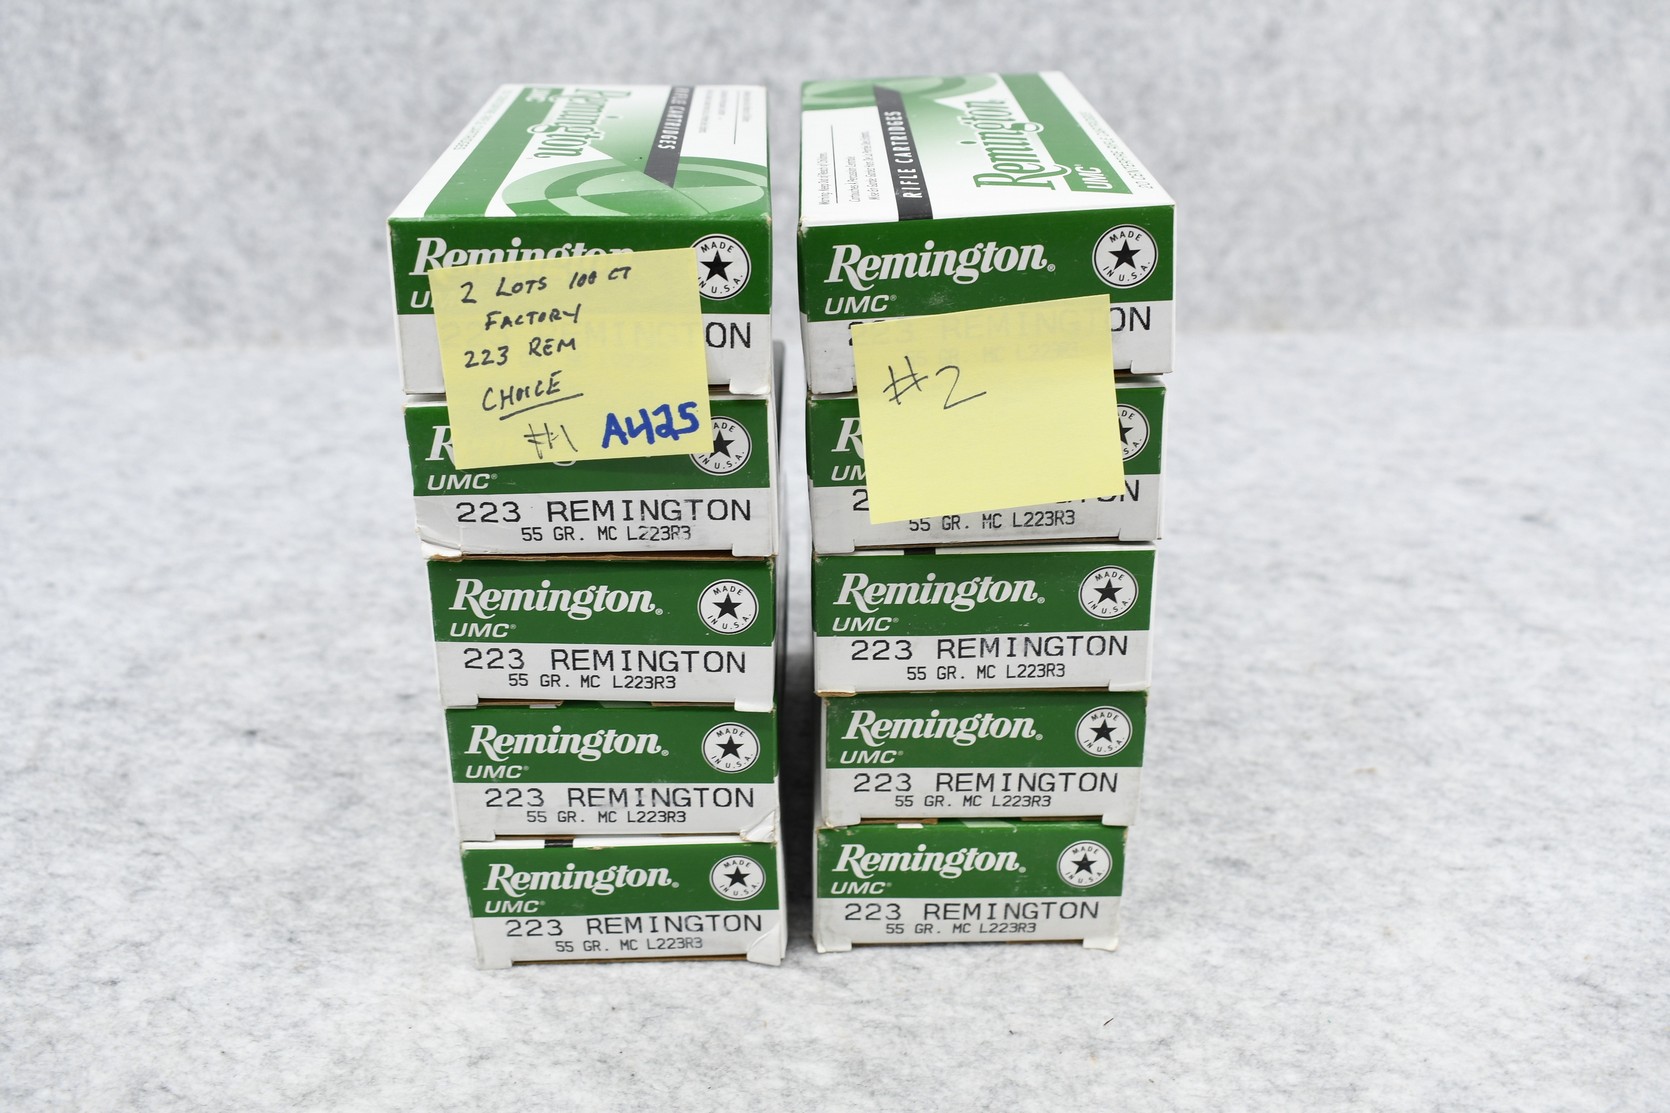 Remington
UMC
RIFLE CARTRIDGES
Remington
UMC
ON
MADE
IN U.S.A.
2 LOTS 100 CT
FACTORY
223 REM
CHOICE
#1 A425
R
UMC
223 REMINGTON
55 GR. MC L223R3
Remington
UMC
MADE
IN U.S.A.
223 REMINGTON
55 GR. MC L223R3
Remington
UMC
MADE
IN U.S.A.
223 REMINGTON
55 GR. MC L223R3
Remington
UMC
MADE
IN U.S.A.
223 REMINGTON
55 GR. MC L223R3
RIFLE CARTRIDGES
Remington
UMC
Remington
UMC
MADE
IN U.S.A.
ON
#2
R
UM
2
55 GR. MC L223R3
Remington
UMC
MADE
IN U.S.A.
223 REMINGTON
55 GR. MC L223R3
Remington
UMC
MADE
IN U.S.A.
223 REMINGTON
55 GR. MC L223R3
Remington
UMC
MADE
IN U.S.A.
223 REMINGTON
55 GR. MC L223R3